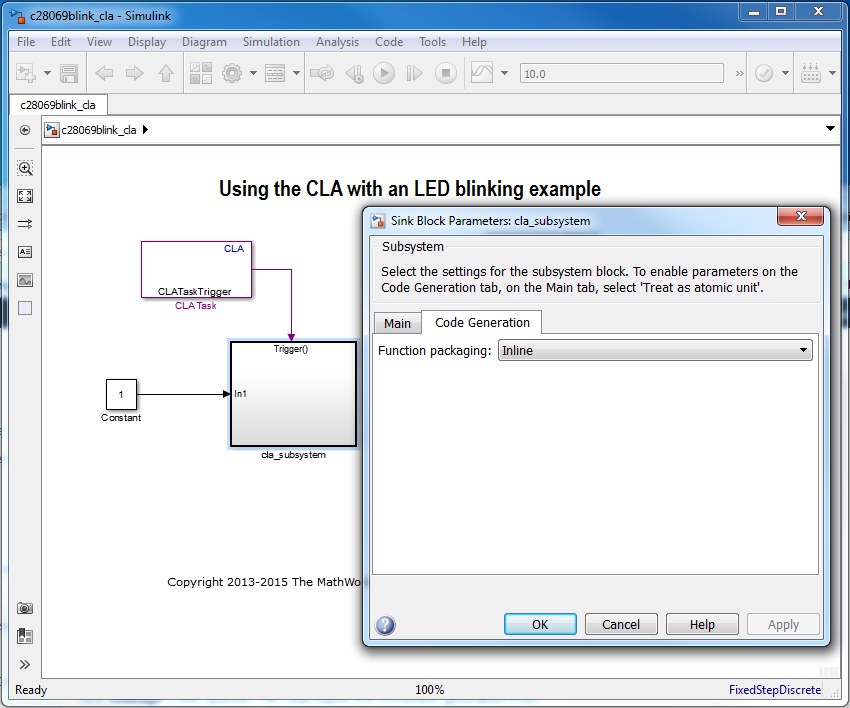 c28069blink_cla - Simulink
File Edit View Display Diagram Simulation Analysis Code Tools Help
10.0
»
c28069blink_cla
c28069blink_cla
Using the CLA with an LED blinking example
CLA
CLATaskTrigger
CLA Task
Trigger()
In1
cla_subsystem
1
Constant
Copyright 2013-2015 The MathWo
Sink Block Parameters: cla_subsystem
Subsystem
Select the settings for the subsystem block. To enable parameters on the
Code Generation tab, on the Main tab, select 'Treat as atomic unit'.
Main Code Generation
Function packaging: Inline
OK Cancel Help Apply
Ready 100% FixedStepDiscrete